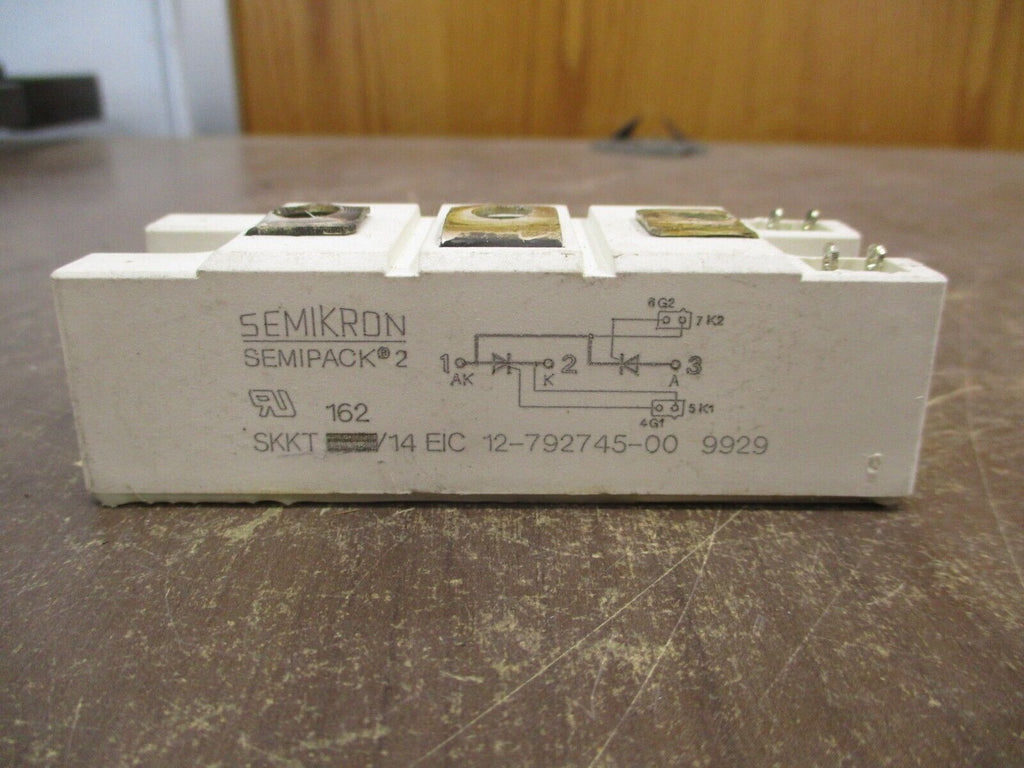 SEMIKRON
SEMIPACK® 2
162
SKKT /14 EIC 12-792745-00 9929
6 G2
7 K2
1 2 3
AK K A
5 K1
4 G1
9